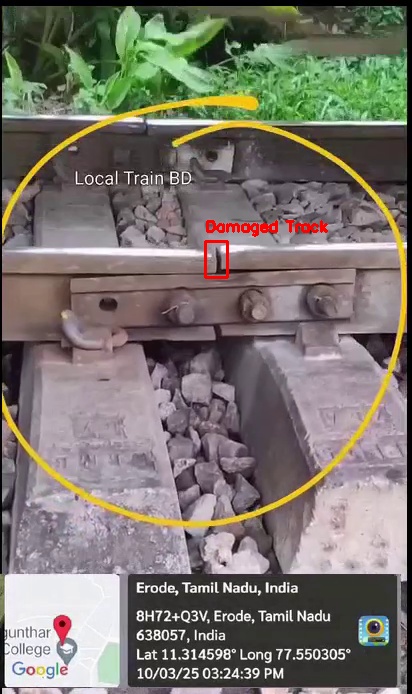 Local Train BD
Damaged Track
gunthar
College
Google
Erode, Tamil Nadu, India
8H72+Q3V, Erode, Tamil Nadu
638057, India
Lat 11.314598° Long 77.550305°
10/03/25 03:24:39 PM